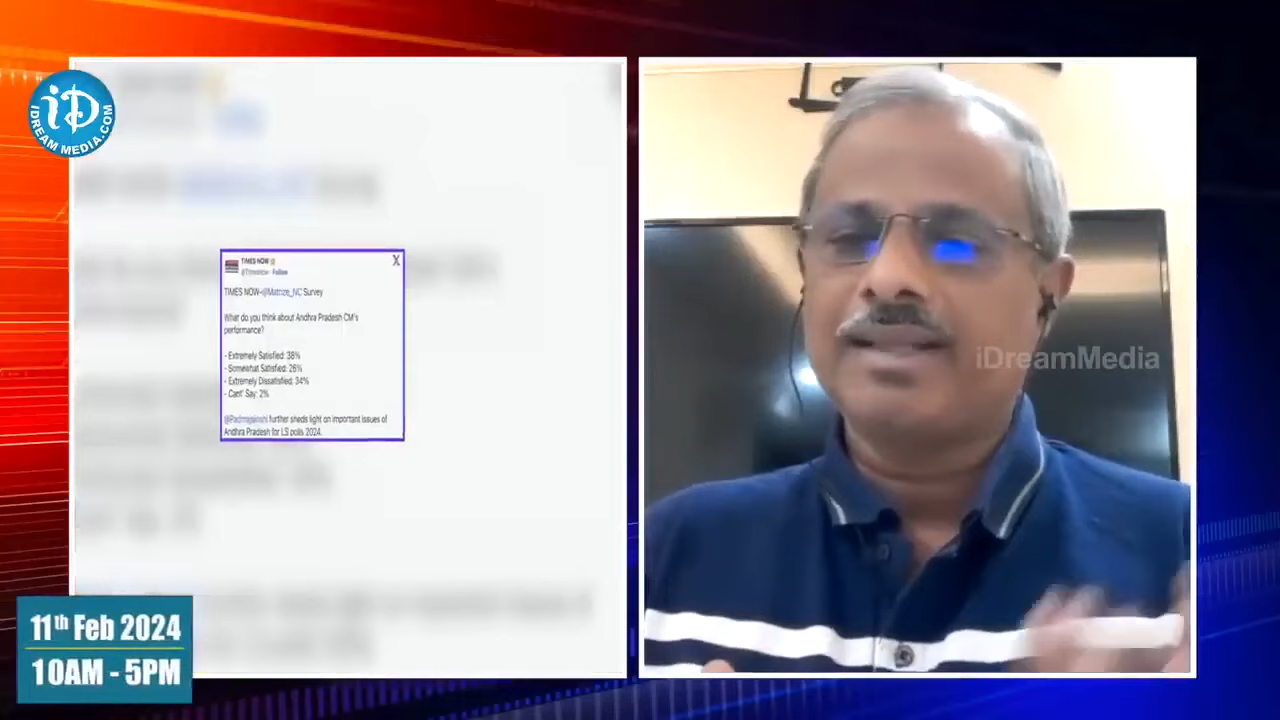 iD
IDREAM MEDIA.COM
TIMES NOW
@TimesNow · Follow
X
TIMES NOW-@Matrize_NC Survey
What do you think about Andhra Pradesh CM's
performance?
- Extremely Satisfied: 38%
- Somewhat Satisfied: 26%
- Extremely Dissatisfied: 34%
- Cant' Say: 2%
@Padmajajoshi further sheds light on important issues of
Andhra Pradesh for LS polls 2024.
iDreamMedia
11th Feb 2024
10AM - 5PM